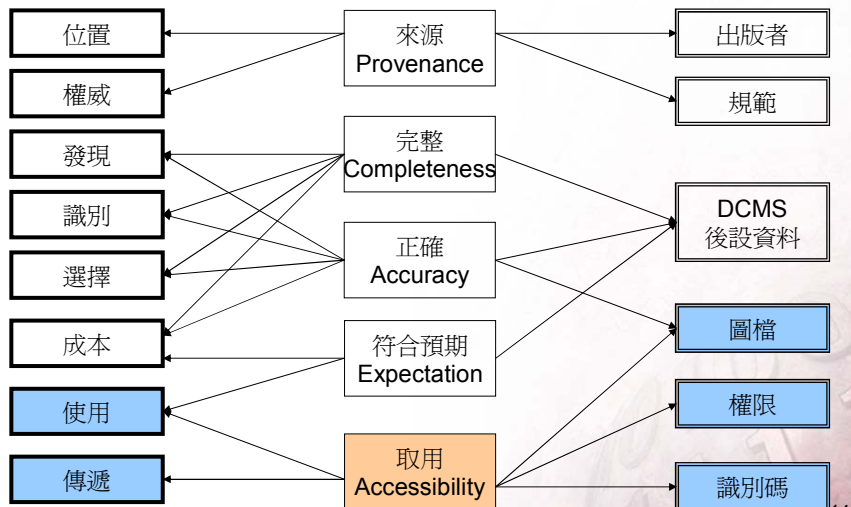 位置
權威
發現
識別
選擇
成本
使用
傳遞
來源
Provenance
完整
Completeness
正確
Accuracy
符合預期
Expectation
取用
Accessibility
出版者
規範
DCMS
後設資料
圖檔
權限
識別碼